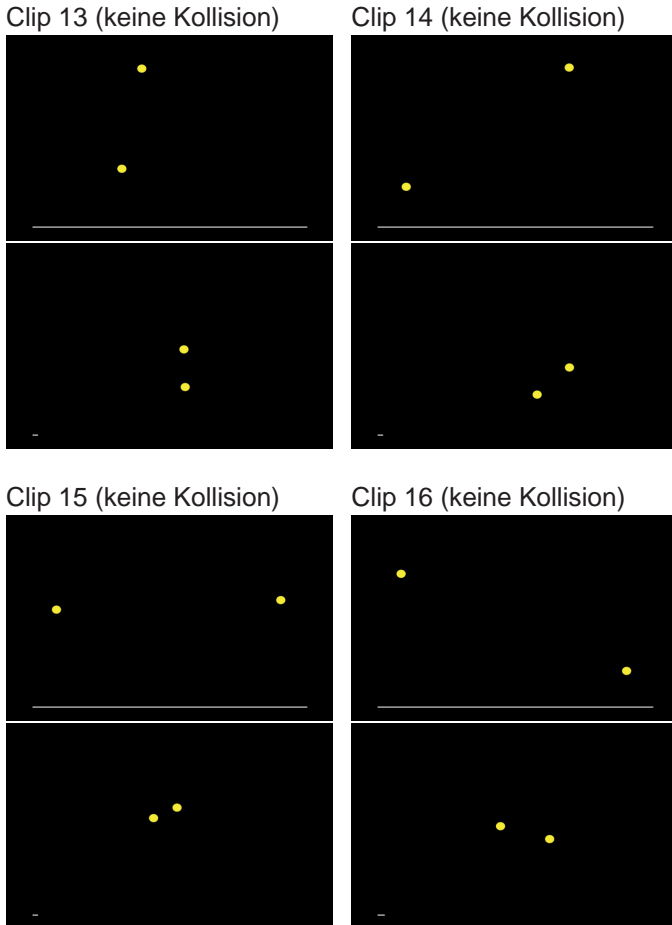 Clip 13 (keine Kollision)
Clip 14 (keine Kollision)
Clip 15 (keine Kollision)
Clip 16 (keine Kollision)